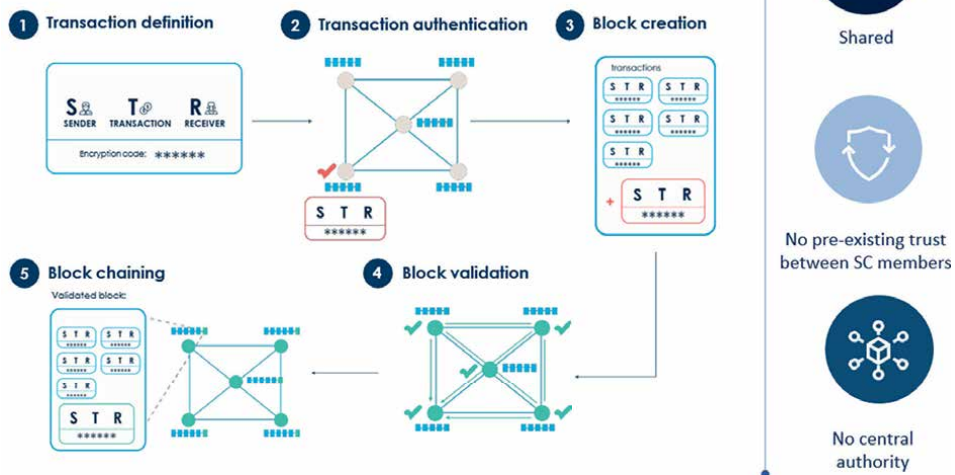 1 Transaction definition
S T R
SENDER TRANSACTION RECEIVER
Encryption code: ******
2 Transaction authentication
S T R
******
3 Block creation
transactions
S T R S T R
****** ******
S T R S T R
****** ******
S T R
******
+ S T R
******
4 Block validation
5 Block chaining
Validated block:
S T R S T R
****** ******
S T R S T R
****** ******
S T R
******
S T R
******
Shared
No pre-existing trust
between SC members
No central
authority